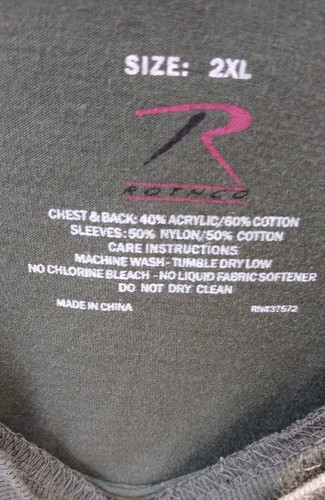 SIZE: 2XL
R
ROTHCO
CHEST & BACK: 40% ACRYLIC/60% COTTON
SLEEVES: 50% NYLON/50% COTTON
CARE INSTRUCTIONS
MACHINE WASH - TUMBLE DRY LOW
NO CHLORINE BLEACH - NO LIQUID FABRIC SOFTENER
DO NOT DRY CLEAN
MADE IN CHINA RN#37572